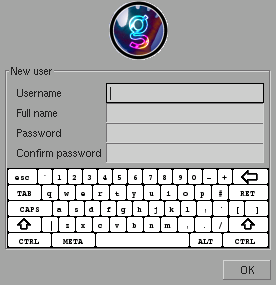 g
New user
Username
Full name
Password
Confirm password
esc ` 1 2 3 4 5 6 7 8 9 0 - +
TAB q w e r t y u i o p # RET
CAPS a s d f g h j k l ; ' [ ]
| z x c v b n m , . /
CTRL META ALT CTRL
OK